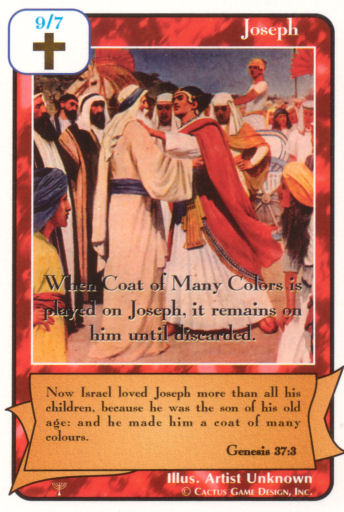 9/7
Joseph
When Coat of Many Colors is
played on Joseph, it remains on
him until discarded.
Now Israel loved Joseph more than all his
children, because he was the son of his old
age: and he made him a coat of many
colours.
Genesis 37:3
Illus. Artist Unknown
© Cactus Game Design, Inc.